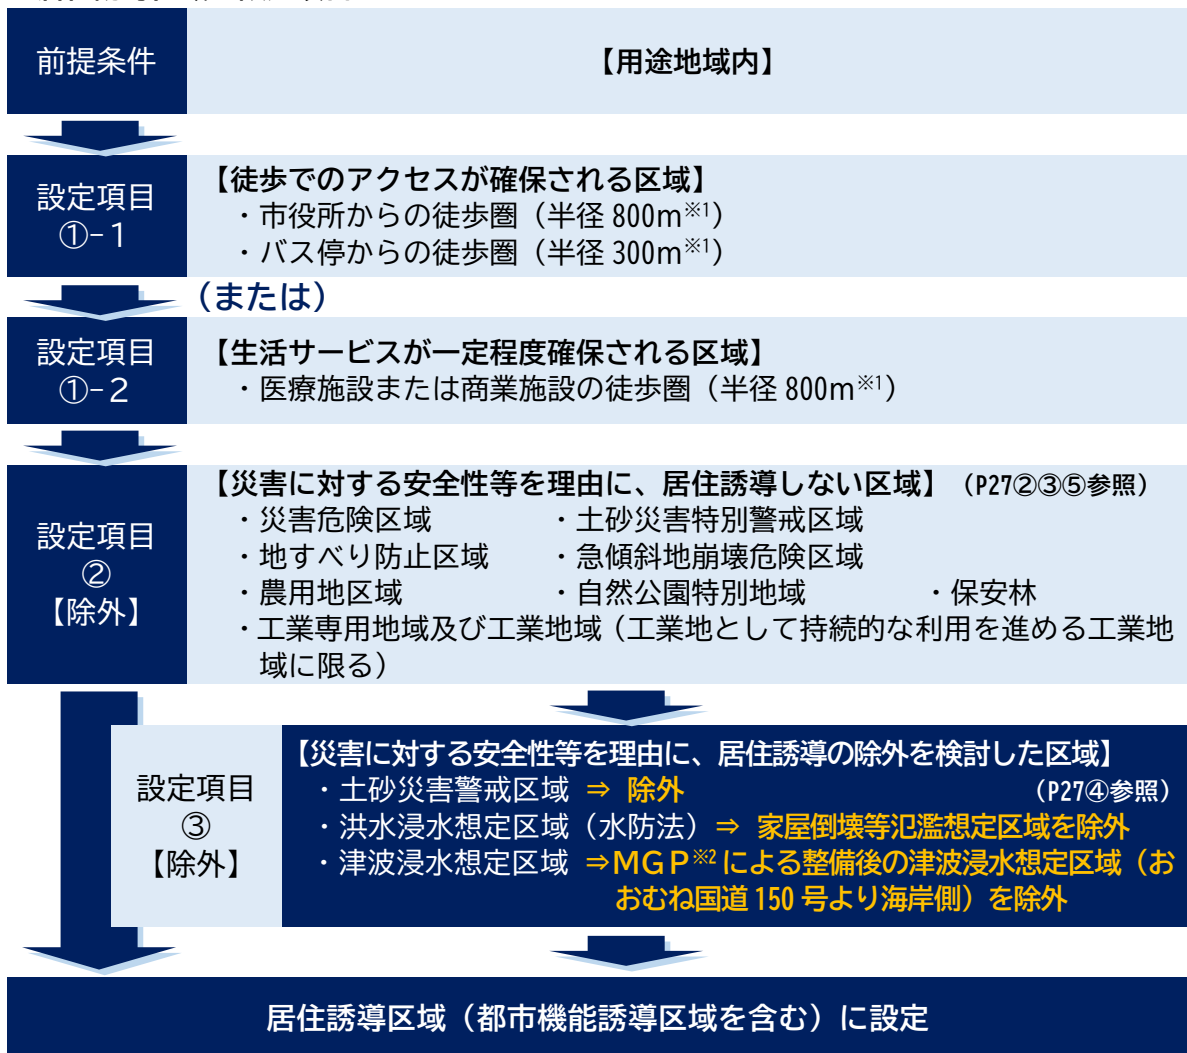 前提条件
【用途地域内】
設定項目
①-1
【徒歩でのアクセスが確保される区域】
・市役所からの徒歩圏（半径800m※1）
・バス停からの徒歩圏（半径300m※1）
（または）
設定項目
①-2
【生活サービスが一定程度確保される区域】
・医療施設または商業施設の徒歩圏（半径800m※1）
設定項目
②
【除外】
【災害に対する安全性等を理由に、居住誘導しない区域】（P27②③⑤参照）
・災害危険区域 ・土砂災害特別警戒区域
・地すべり防止区域 ・急傾斜地崩壊危険区域
・農用地区域 ・自然公園特別地域 ・保安林
・工業専用地域及び工業地域（工業地として持続的な利用を進める工業地
域に限る）
設定項目
③
【除外】
【災害に対する安全性等を理由に、居住誘導の除外を検討した区域】
・土砂災害警戒区域 ⇒ 除外 （P27④参照）
・洪水浸水想定区域（水防法）⇒ 家屋倒壊等氾濫想定区域を除外
・津波浸水想定区域 ⇒MGP※2による整備後の津波浸水想定区域（お
おむね国道150号より海岸側）を除外
居住誘導区域（都市機能誘導区域を含む）に設定